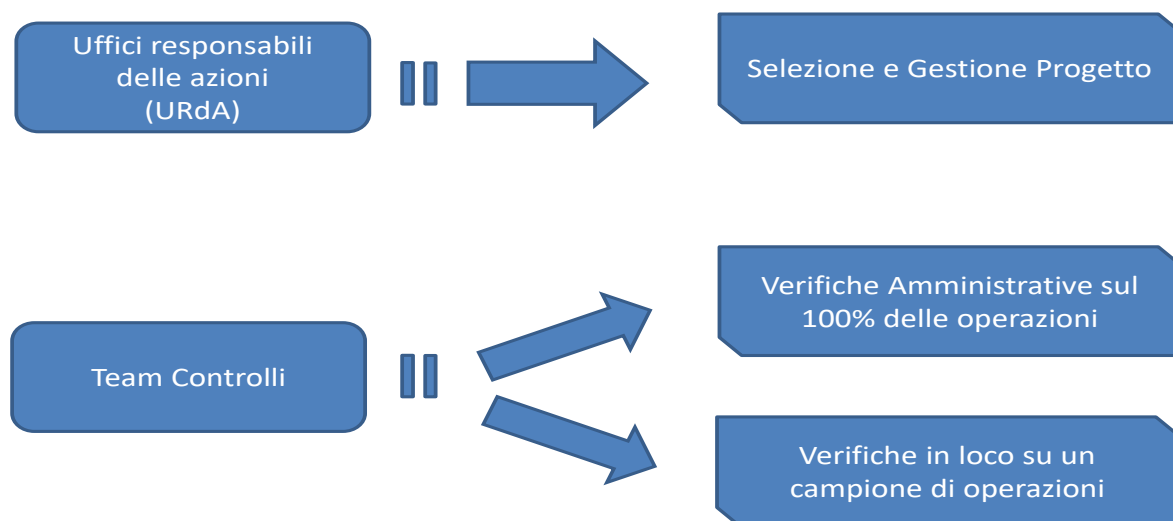 Uffici responsabili
delle azioni
(URdA)
Selezione e Gestione Progetto
Team Controlli
Verifiche Amministrative sul
100% delle operazioni
Verifiche in loco su un
campione di operazioni